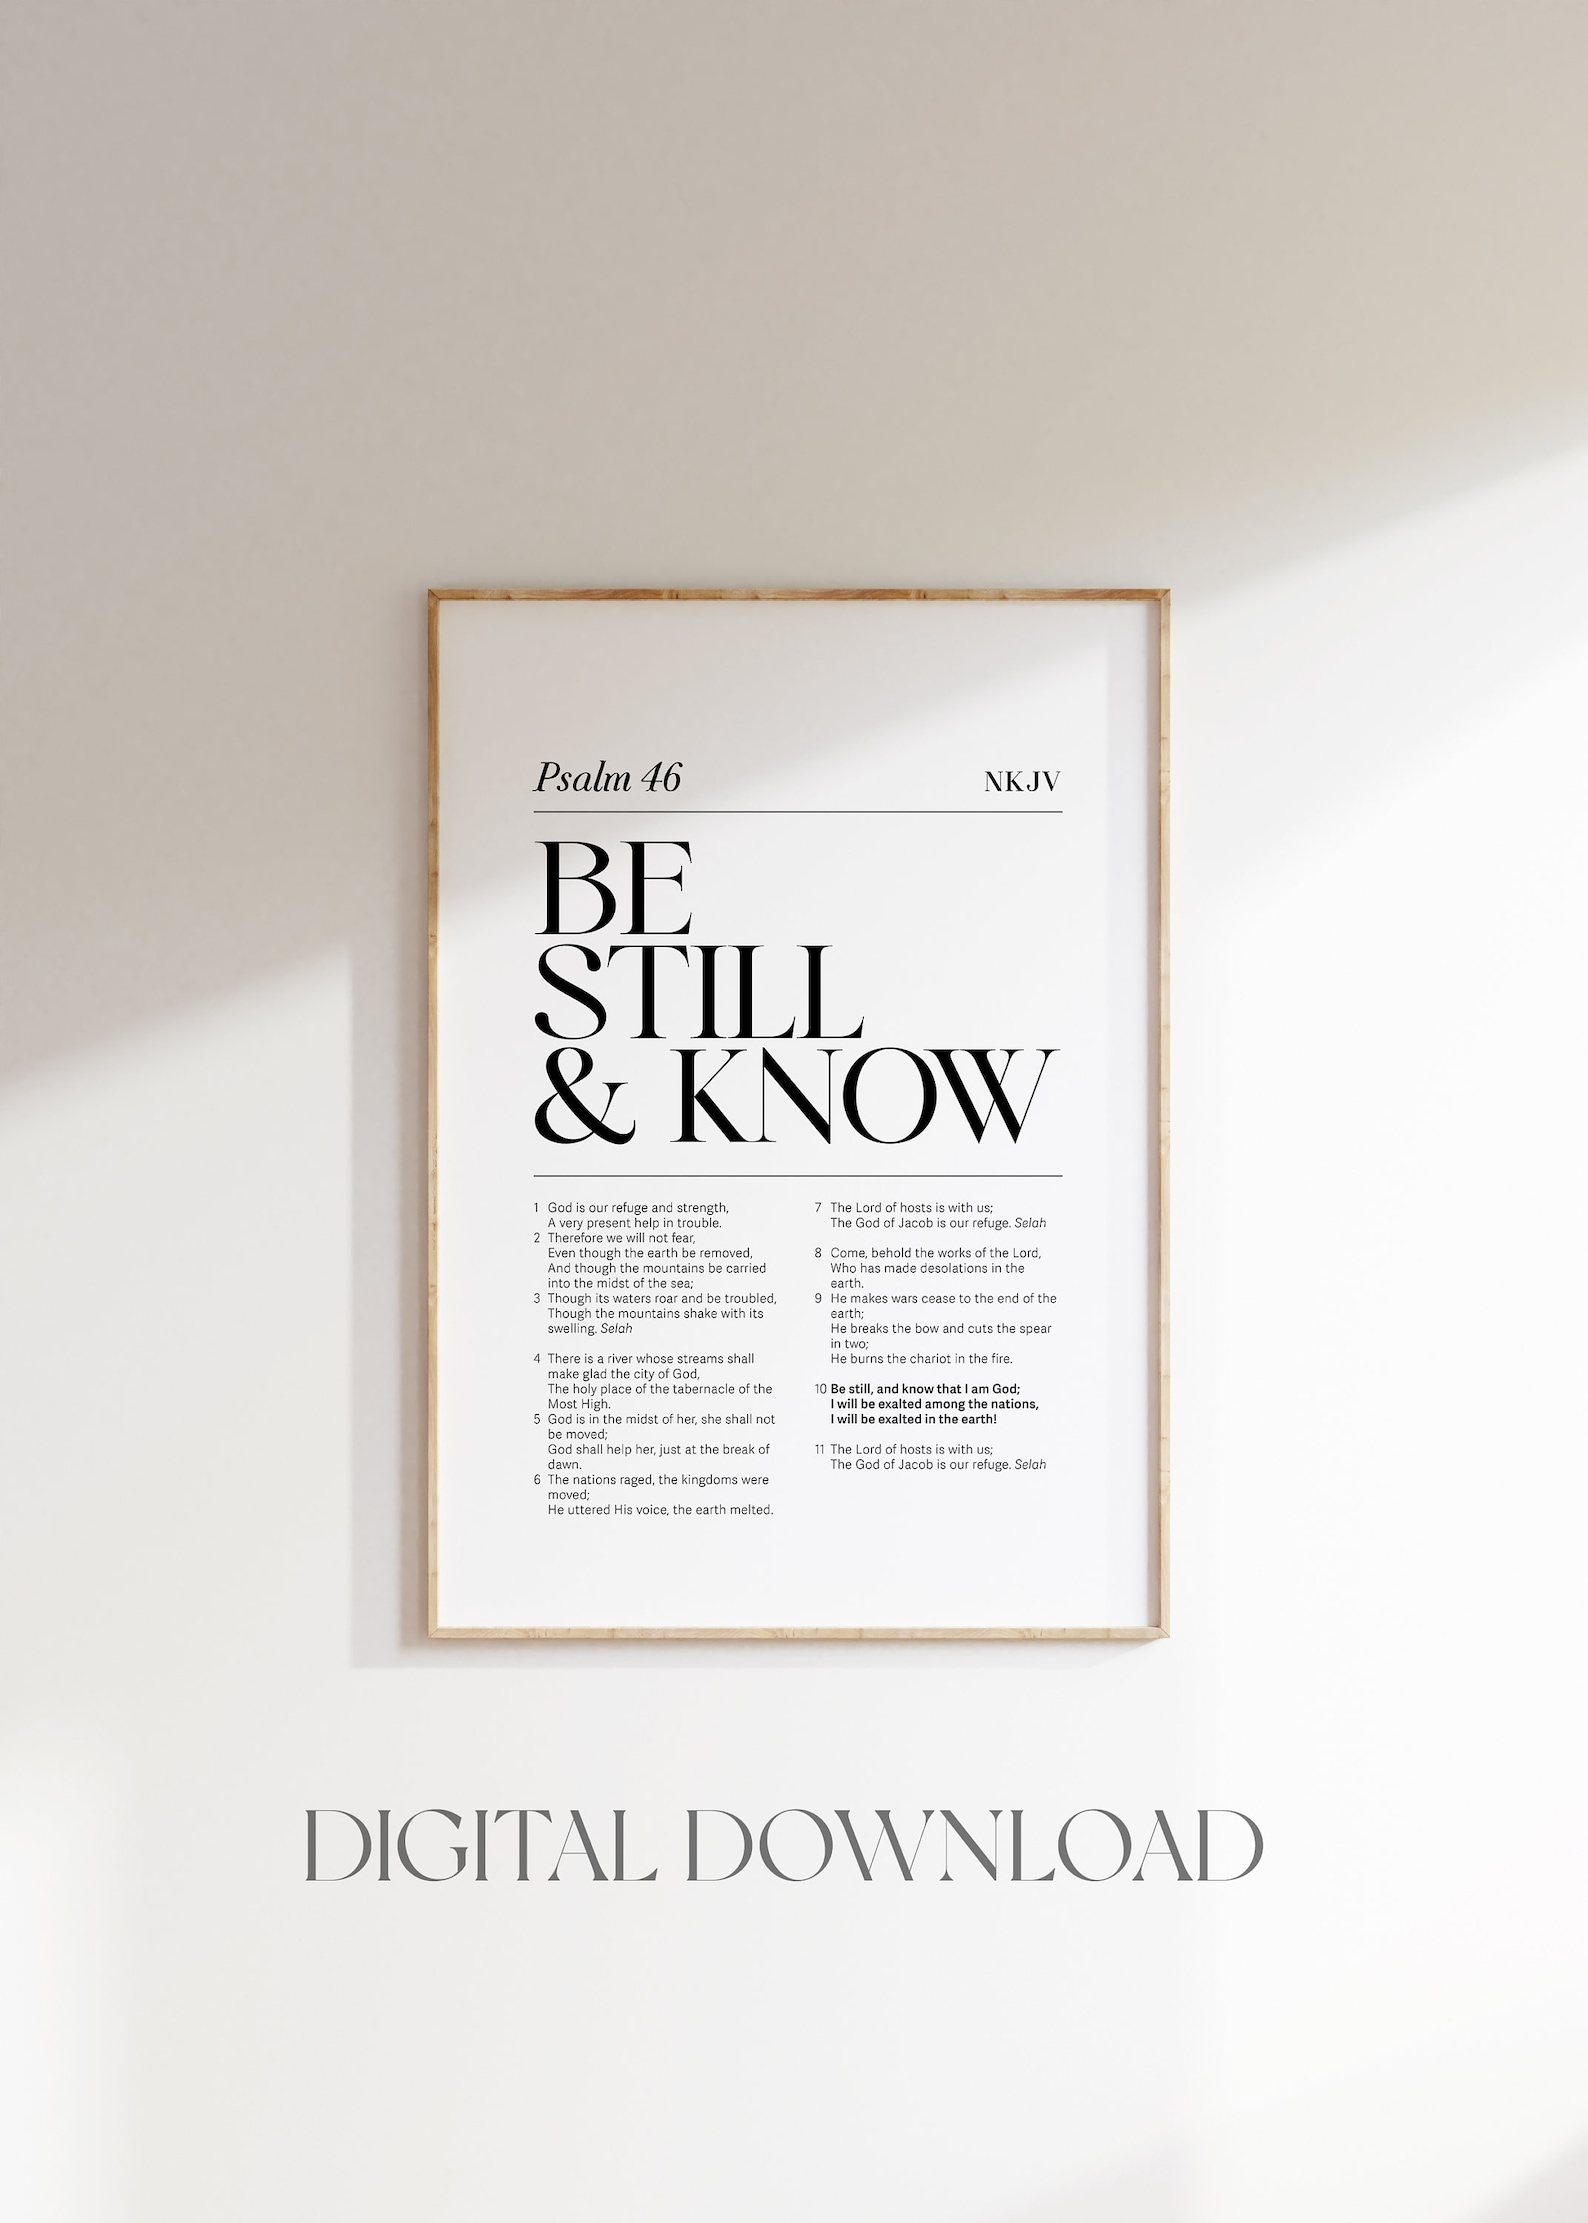 Psalm 46
NKJV
BE
STILL
& KNOW
1 God is our refuge and strength,
A very present help in trouble.
2 Therefore we will not fear,
Even though the earth be removed,
And though the mountains be carried
into the midst of the sea;
3 Though its waters roar and be troubled,
Though the mountains shake with its
swelling. Selah
4 There is a river whose streams shall
make glad the city of God,
The holy place of the tabernacle of the
Most High.
5 God is in the midst of her, she shall not
be moved;
God shall help her, just at the break of
dawn.
6 The nations raged, the kingdoms were
moved;
He uttered His voice, the earth melted.
7 The Lord of hosts is with us;
The God of Jacob is our refuge. Selah
8 Come, behold the works of the Lord,
Who has made desolations in the
earth.
9 He makes wars cease to the end of the
earth;
He breaks the bow and cuts the spear
in two;
He burns the chariot in the fire.
10 Be still, and know that I am God;
I will be exalted among the nations,
I will be exalted in the earth!
11 The Lord of hosts is with us;
The God of Jacob is our refuge. Selah
DIGITAL DOWNLOAD